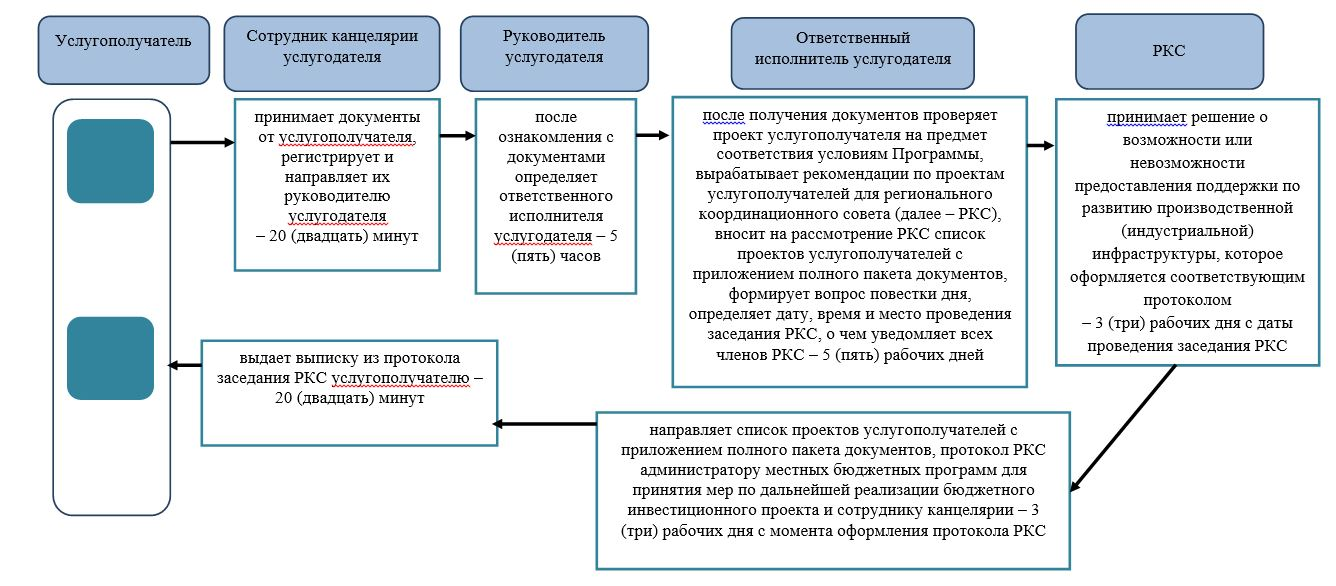 Услугополучатель
Сотрудник канцелярии
услугодателя
Руководитель
услугодателя
Ответственный
исполнитель услугодателя
РКС
принимает документы
от услугополучателя,
регистрирует и
направляет их
руководителю
услугодателя
– 20 (двадцать) минут
после
ознакомления с
документами
определяет
ответственного
исполнителя
услугодателя – 5
(пять) часов
после получения документов проверяет
проект услугополучателя на предмет
соответствия условиям Программы,
вырабатывает рекомендации по проектам
услугополучателей для регионального
координационного совета (далее – РКС),
вносит на рассмотрение РКС список
проектов услугополучателей с
приложением полного пакета документов,
формирует вопрос повестки дня,
определяет дату, время и место проведения
заседания РКС, о чем уведомляет всех
членов РКС – 5 (пять) рабочих дней
принимает решение о
возможности или
невозможности
предоставления поддержки по
развитию производственной
(индустриальной)
инфраструктуры, которое
оформляется соответствующим
протоколом
– 3 (три) рабочих дня с даты
проведения заседания РКС
направляет список проектов услугополучателей с
приложением полного пакета документов, протокол РКС
администратору местных бюджетных программ для
принятия мер по дальнейшей реализации бюджетного
инвестиционного проекта и сотруднику канцелярии – 3
(три) рабочих дня с момента оформления протокола РКС
выдает выписку из протокола
заседания РКС услугополучателю –
20 (двадцать) минут